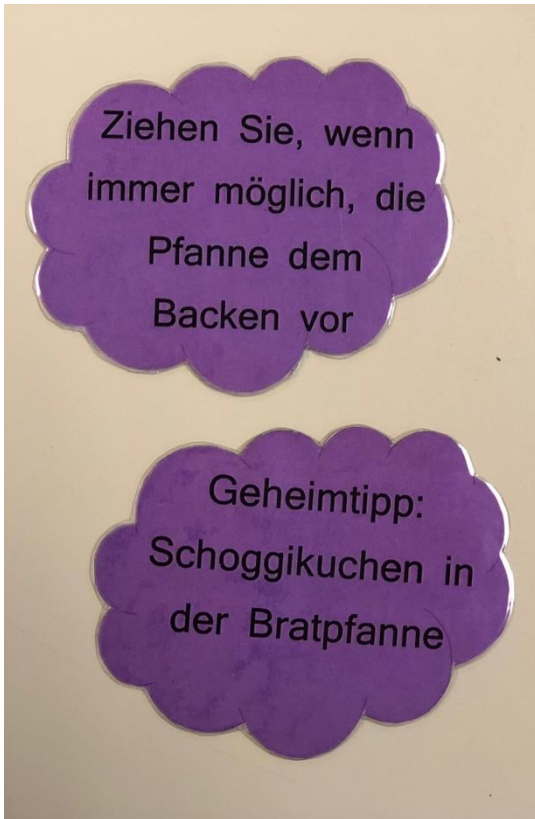 Ziehen Sie, wenn
immer möglich, die
Pfanne dem
Backen vor
Geheimtipp:
Schoggikuchen in
der Bratpfanne